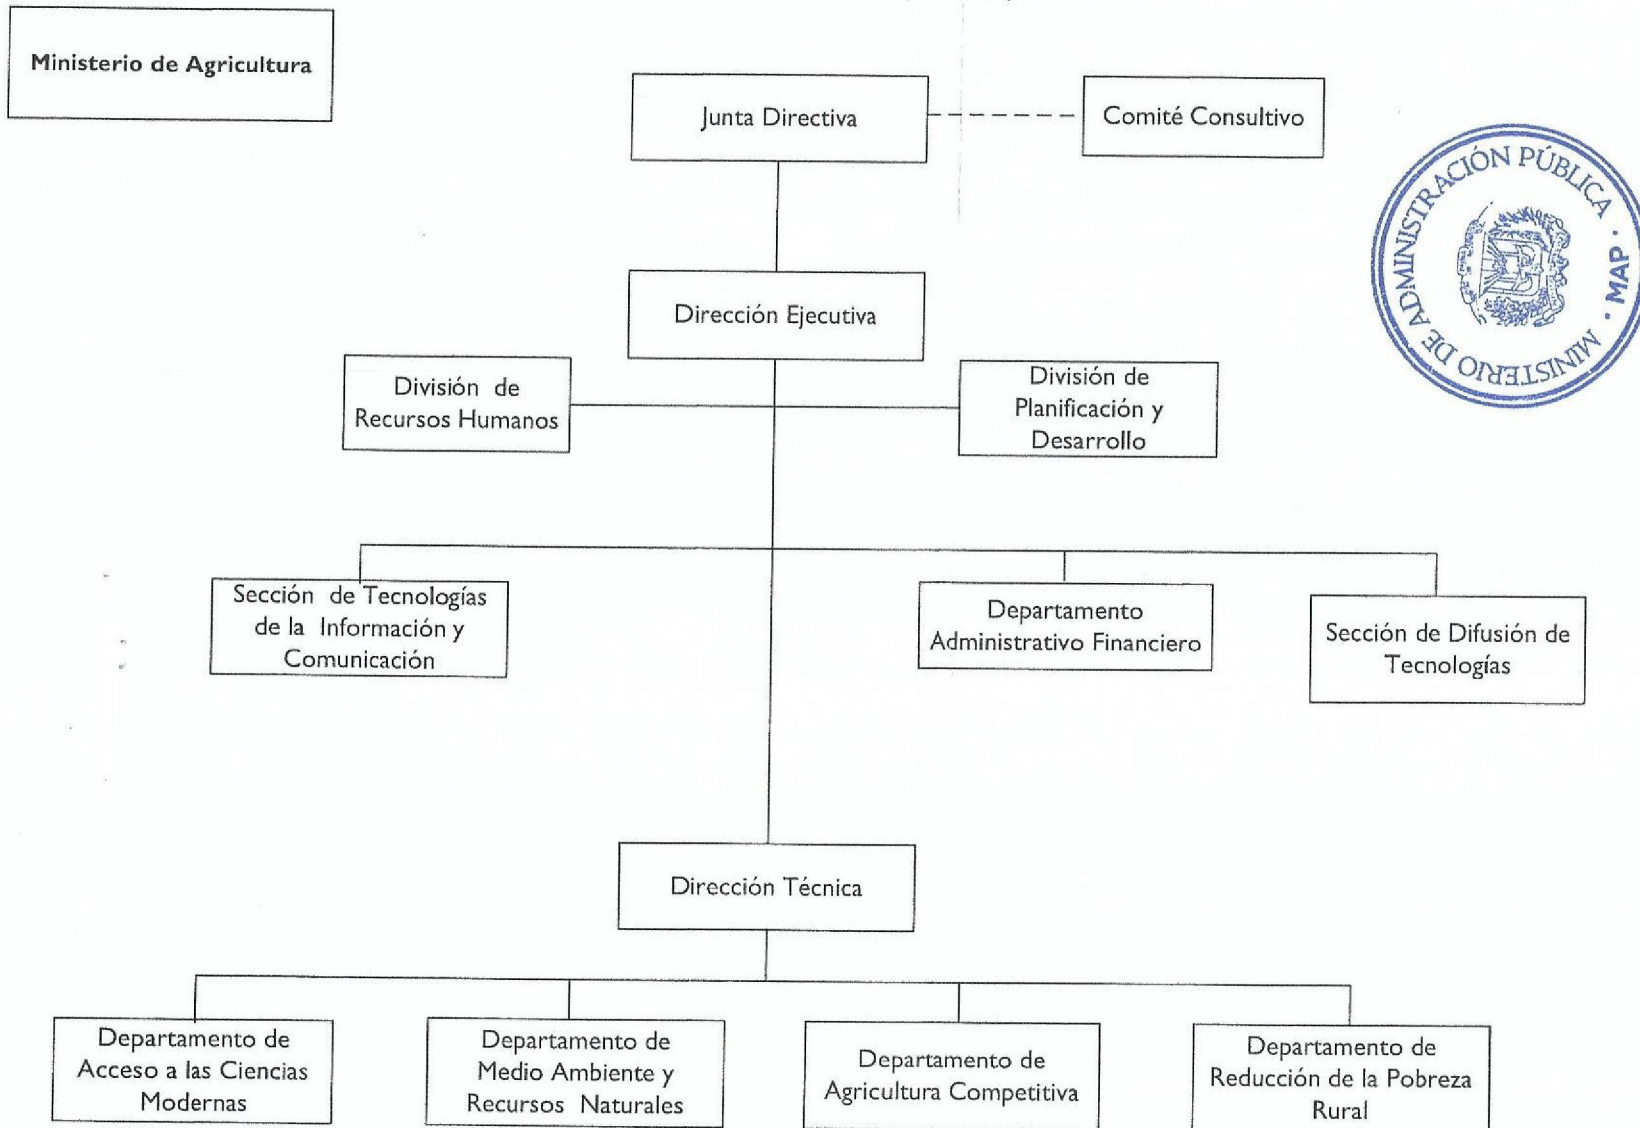 Ministerio de Agricultura
Junta Directiva
Comité Consultivo
MINISTERIO DE ADMINISTRACIÓN PÚBLICA · MAP ·
Dirección Ejecutiva
División de
Recursos Humanos
División de
Planificación y
Desarrollo
Sección de Tecnologías
de la Información y
Comunicación
Departamento
Administrativo Financiero
Sección de Difusión de
Tecnologías
Dirección Técnica
Departamento de
Acceso a las Ciencias
Modernas
Departamento de
Medio Ambiente y
Recursos Naturales
Departamento de
Agricultura Competitiva
Departamento de
Reducción de la Pobreza
Rural